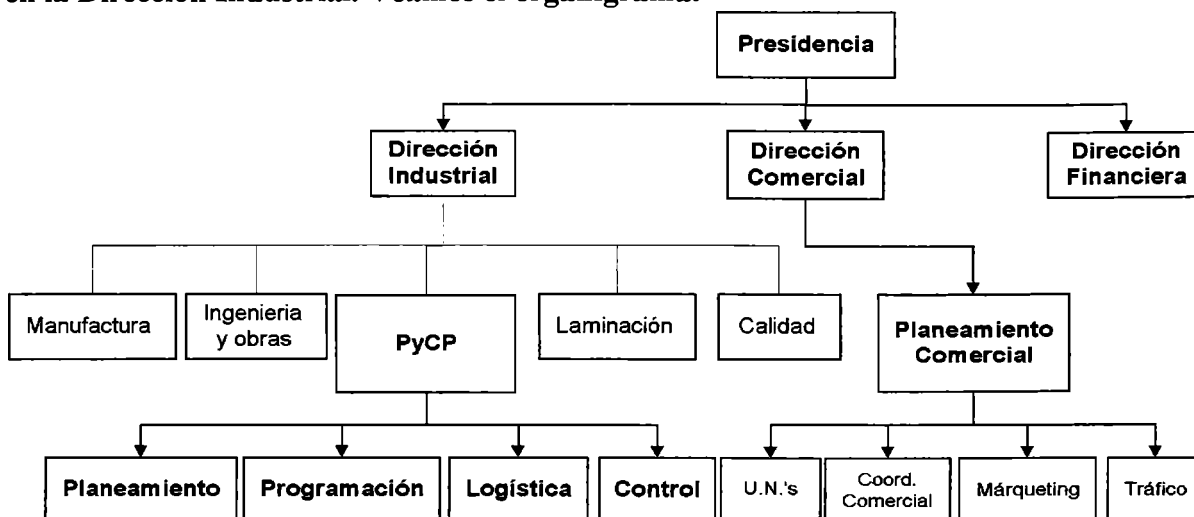 en la Dirección Industrial. Veamos el organigrama:
Presidencia
Dirección
Industrial
Dirección
Comercial
Dirección
Financiera
Manufactura
Ingenieria
y obras
PyCP
Laminación
Calidad
Planeamiento
Comercial
Planeamiento
Programación
Logística
Control
U.N.'s
Coord.
Comercial
Márqueting
Tráfico